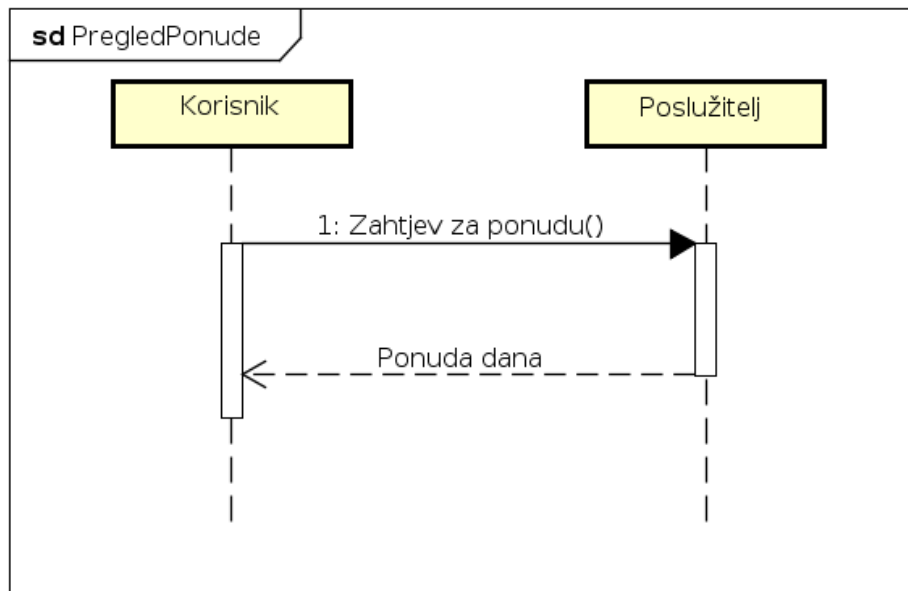 sd PregledPonude
Korisnik
Poslužitelj
1: Zahtjev za ponudu()
Ponuda dana